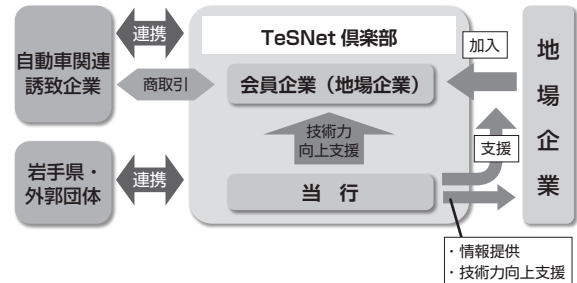 自動車関連
誘致企業
連携
商取引
TeSNet 倶楽部
会員企業（地場企業）
技術力
向上支援
当　行
岩手県・
外郭団体
連携
加入
支援
地
場
企
業
・情報提供
・技術力向上支援